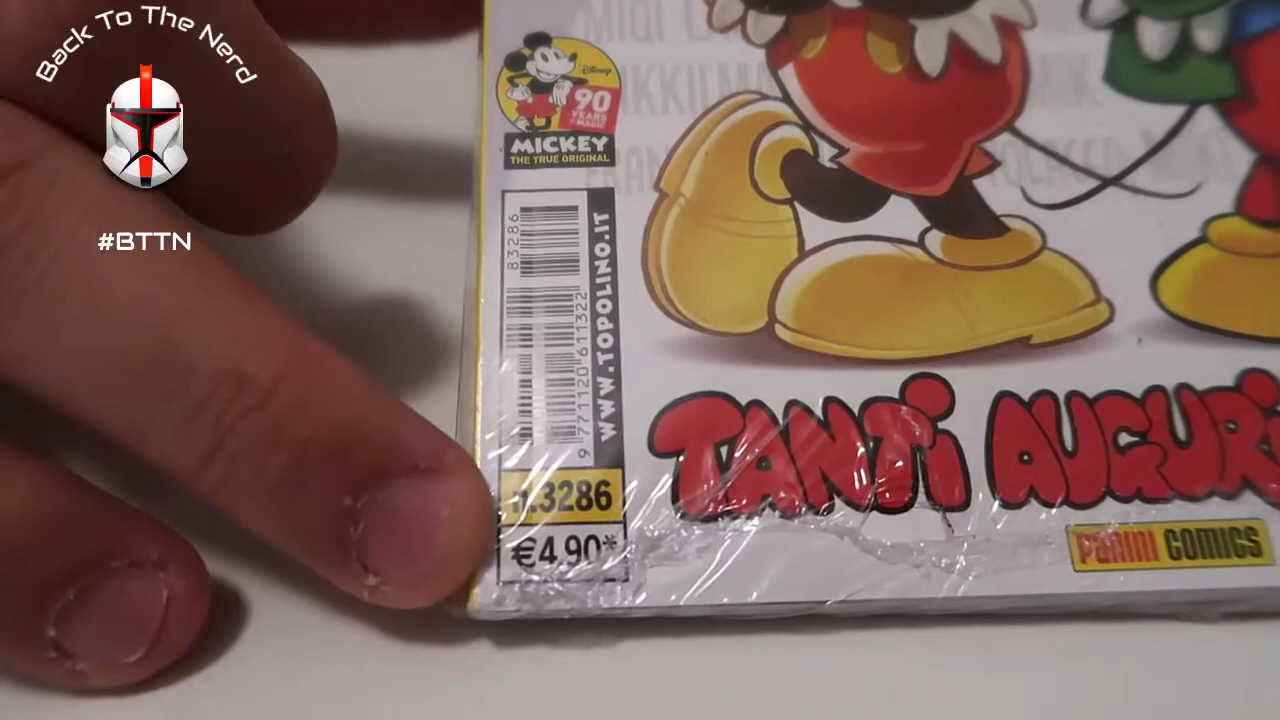 Back To The Nerd
#BTTN
Disney
90
YEARS
OF MAGIC
MICKEY
THE TRUE ORIGINAL
83286
9 771120 611322
WWW.TOPOLINO.IT
n.3286
€4,90*
TANTI AUGURI
PANINI COMICS